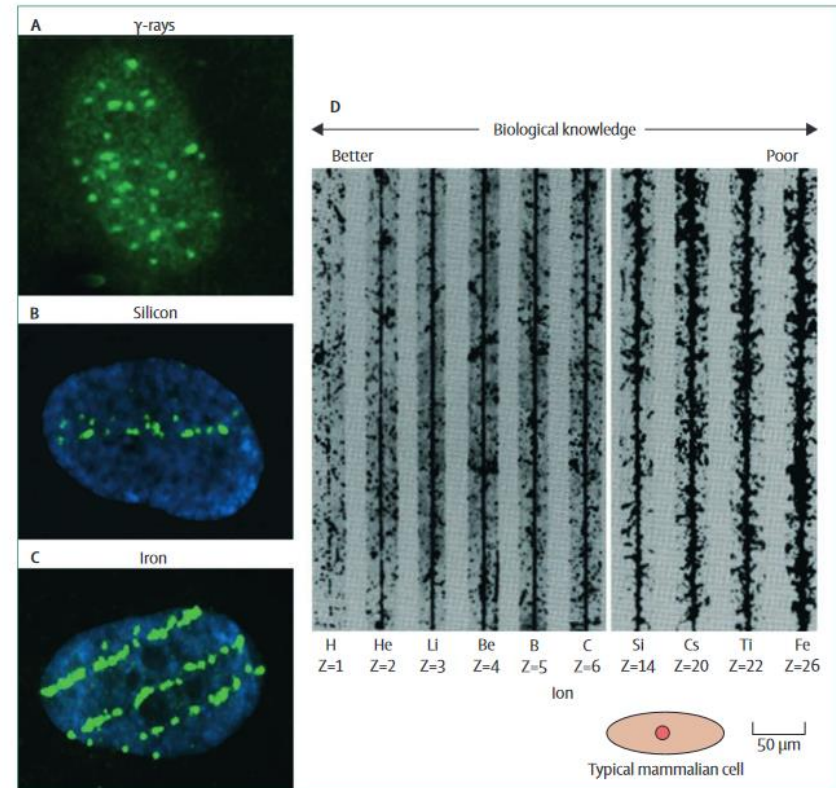 A
γ-rays
B
Silicon
C
Iron
D
Biological knowledge
Better
Poor
H He Li Be B C Si Cs Ti Fe
Z=1 Z=2 Z=3 Z=4 Z=5 Z=6 Z=14 Z=20 Z=22 Z=26
Ion
50 μm
Typical mammalian cell